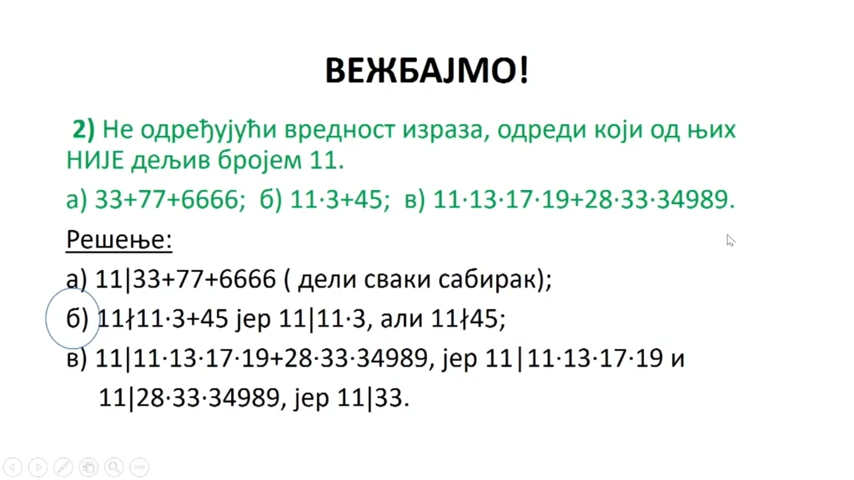 ВЕЖБАЈМО!
2) Не одређујући вредност израза, одреди који од њих
НИЈЕ дељив бројем 11.
а) 33+77+6666; б) 11·3+45; в) 11·13·17·19+28·33·34989.
Решење:
а) 11|33+77+6666 ( дели сваки сабирак);
б) 11∤11·3+45 јер 11|11·3, али 11∤45;
в) 11|11·13·17·19+28·33·34989, јер 11|11·13·17·19 и
11|28·33·34989, јер 11|33.